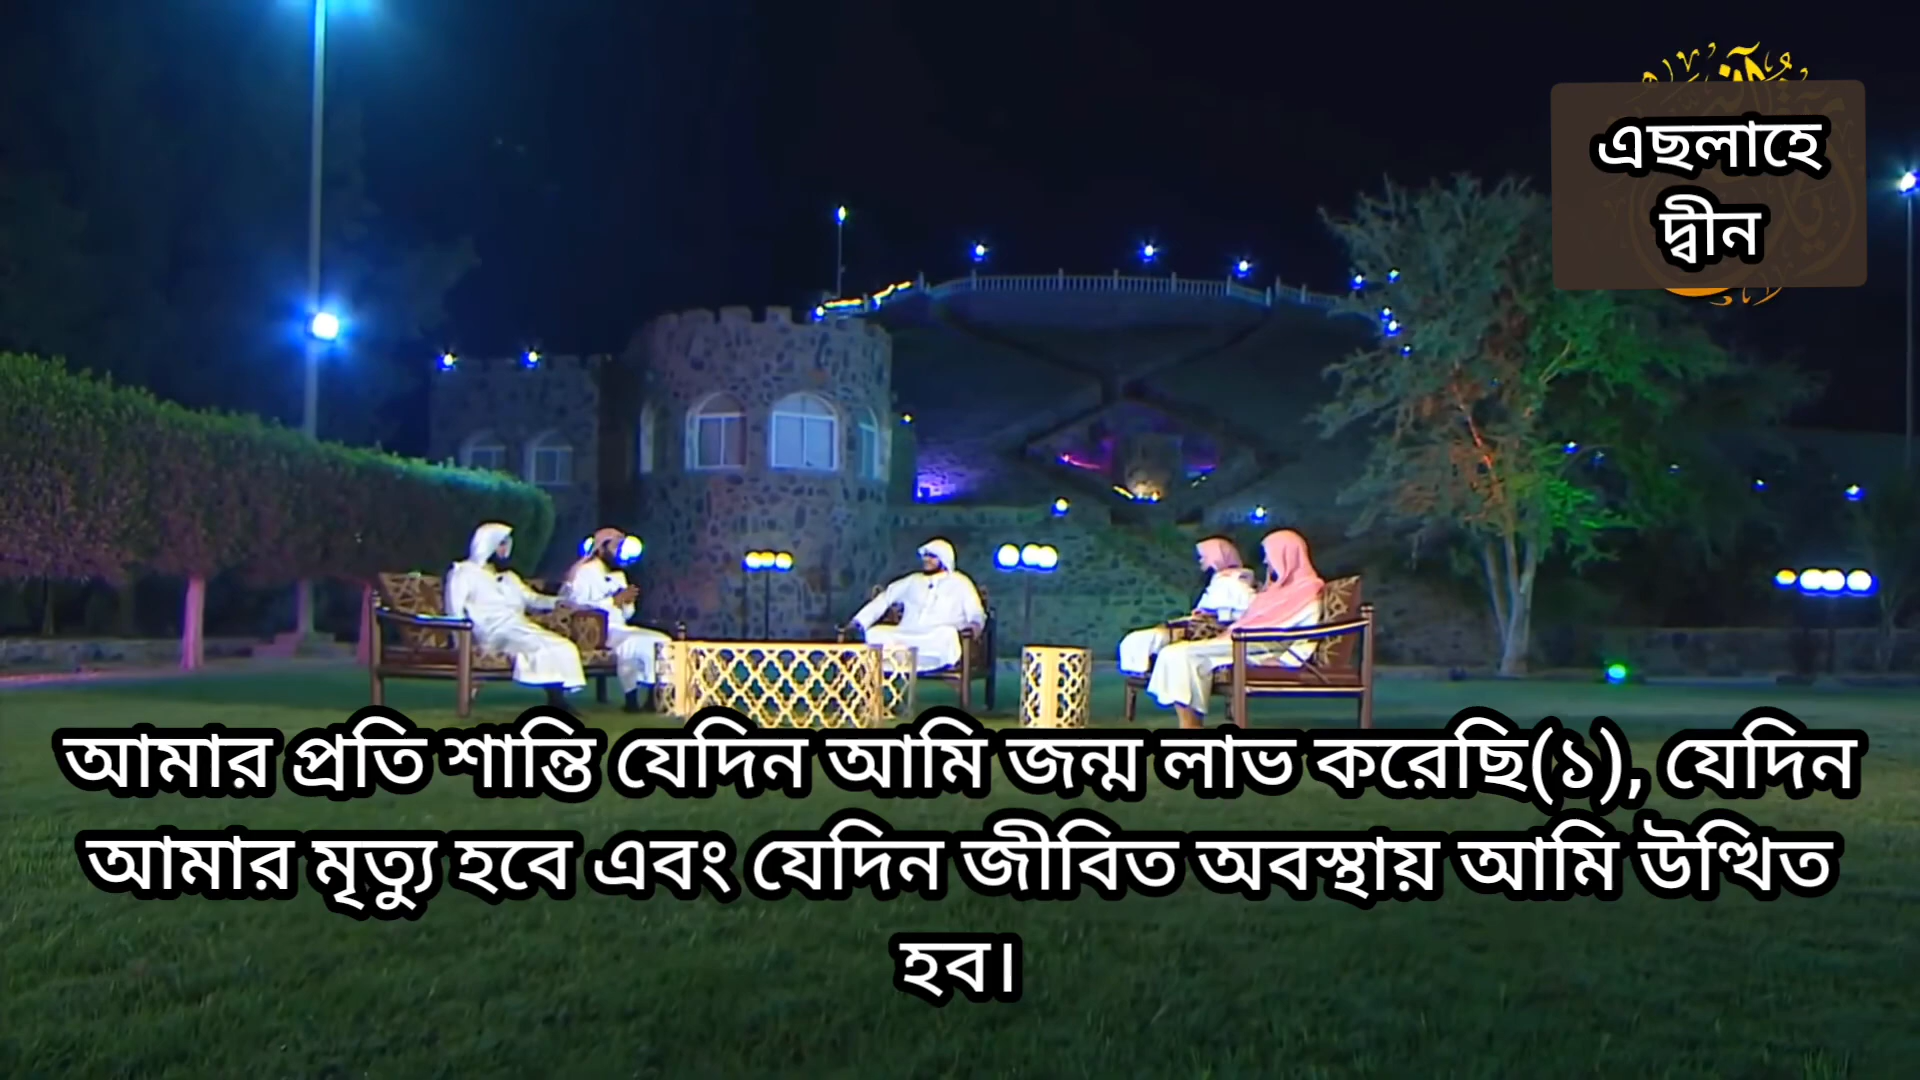 এছলাহে
দ্বীন
আমার প্রতি শান্তি যেদিন আমি জন্ম লাভ করেছি(১), যেদিন
আমার মৃত্যু হবে এবং যেদিন জীবিত অবস্থায় আমি উত্থিত
হব।